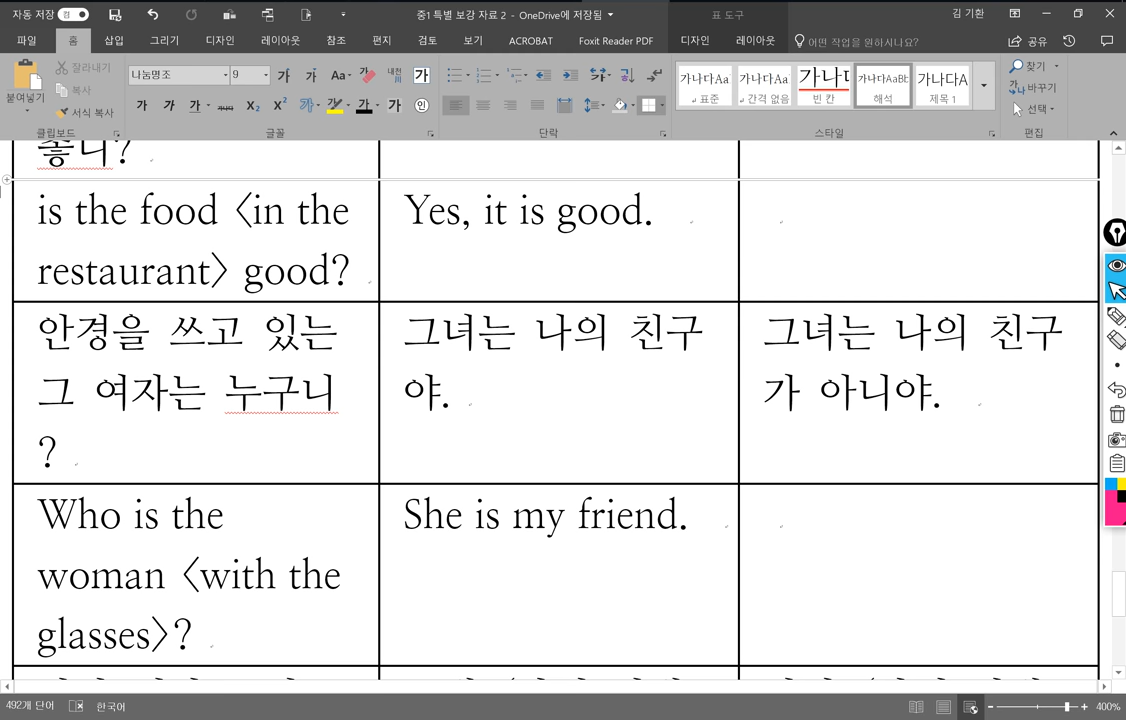 자동 저장 켬
중1 특별 보강 자료 2 - OneDrive에 저장됨
표 도구
김 기환
파일 홈 삽입 그리기 디자인 레이아웃 참조 편지 검토 보기 ACROBAT Foxit Reader PDF 디자인 레이아웃 어떤 작업을 원하시나요? 공유
붙여넣기
잘라내기
복사
서식 복사
클립보드
나눔명조 9
글꼴
단락
가나다Aa 가나다Aa 가나다 가나다AaBb 가나다A
표준 간격 없음 빈 칸 해석 제목 1
스타일
찾기
바꾸기
선택
편집
좋니?
is the food 〈in the
restaurant〉 good?
Yes, it is good.
안경을 쓰고 있는
그 여자는 누구니
?
그녀는 나의 친구
야.
그녀는 나의 친구
가 아니야.
Who is the
woman 〈with the
glasses〉?
She is my friend.
492개 단어 한국어 400%